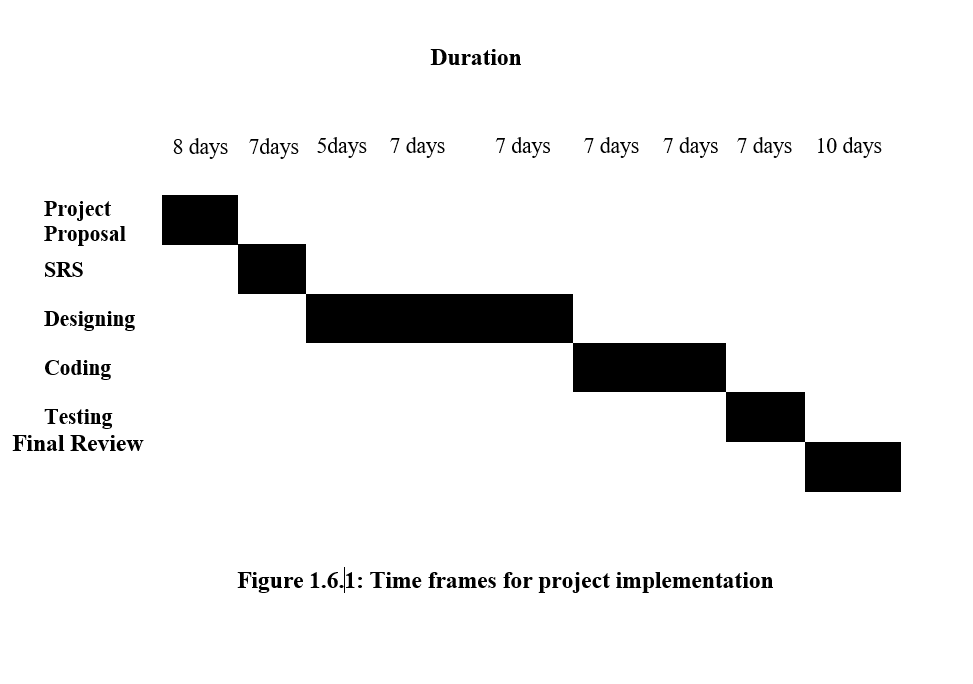 Duration
8 days 7days 5days 7 days 7 days 7 days 7 days 7 days 10 days
Project
Proposal
SRS
Designing
Coding
Testing
Final Review
Figure 1.6.1: Time frames for project implementation